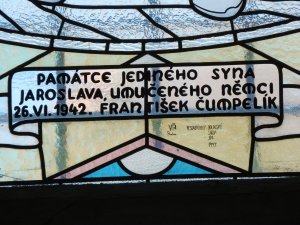 PAMÁTCE JEDINÉHO SYNA
JAROSLAVA, UMUČENÉHO NĚMCI
26.VI.1942. FRANTIŠEK ČUMPELÍK